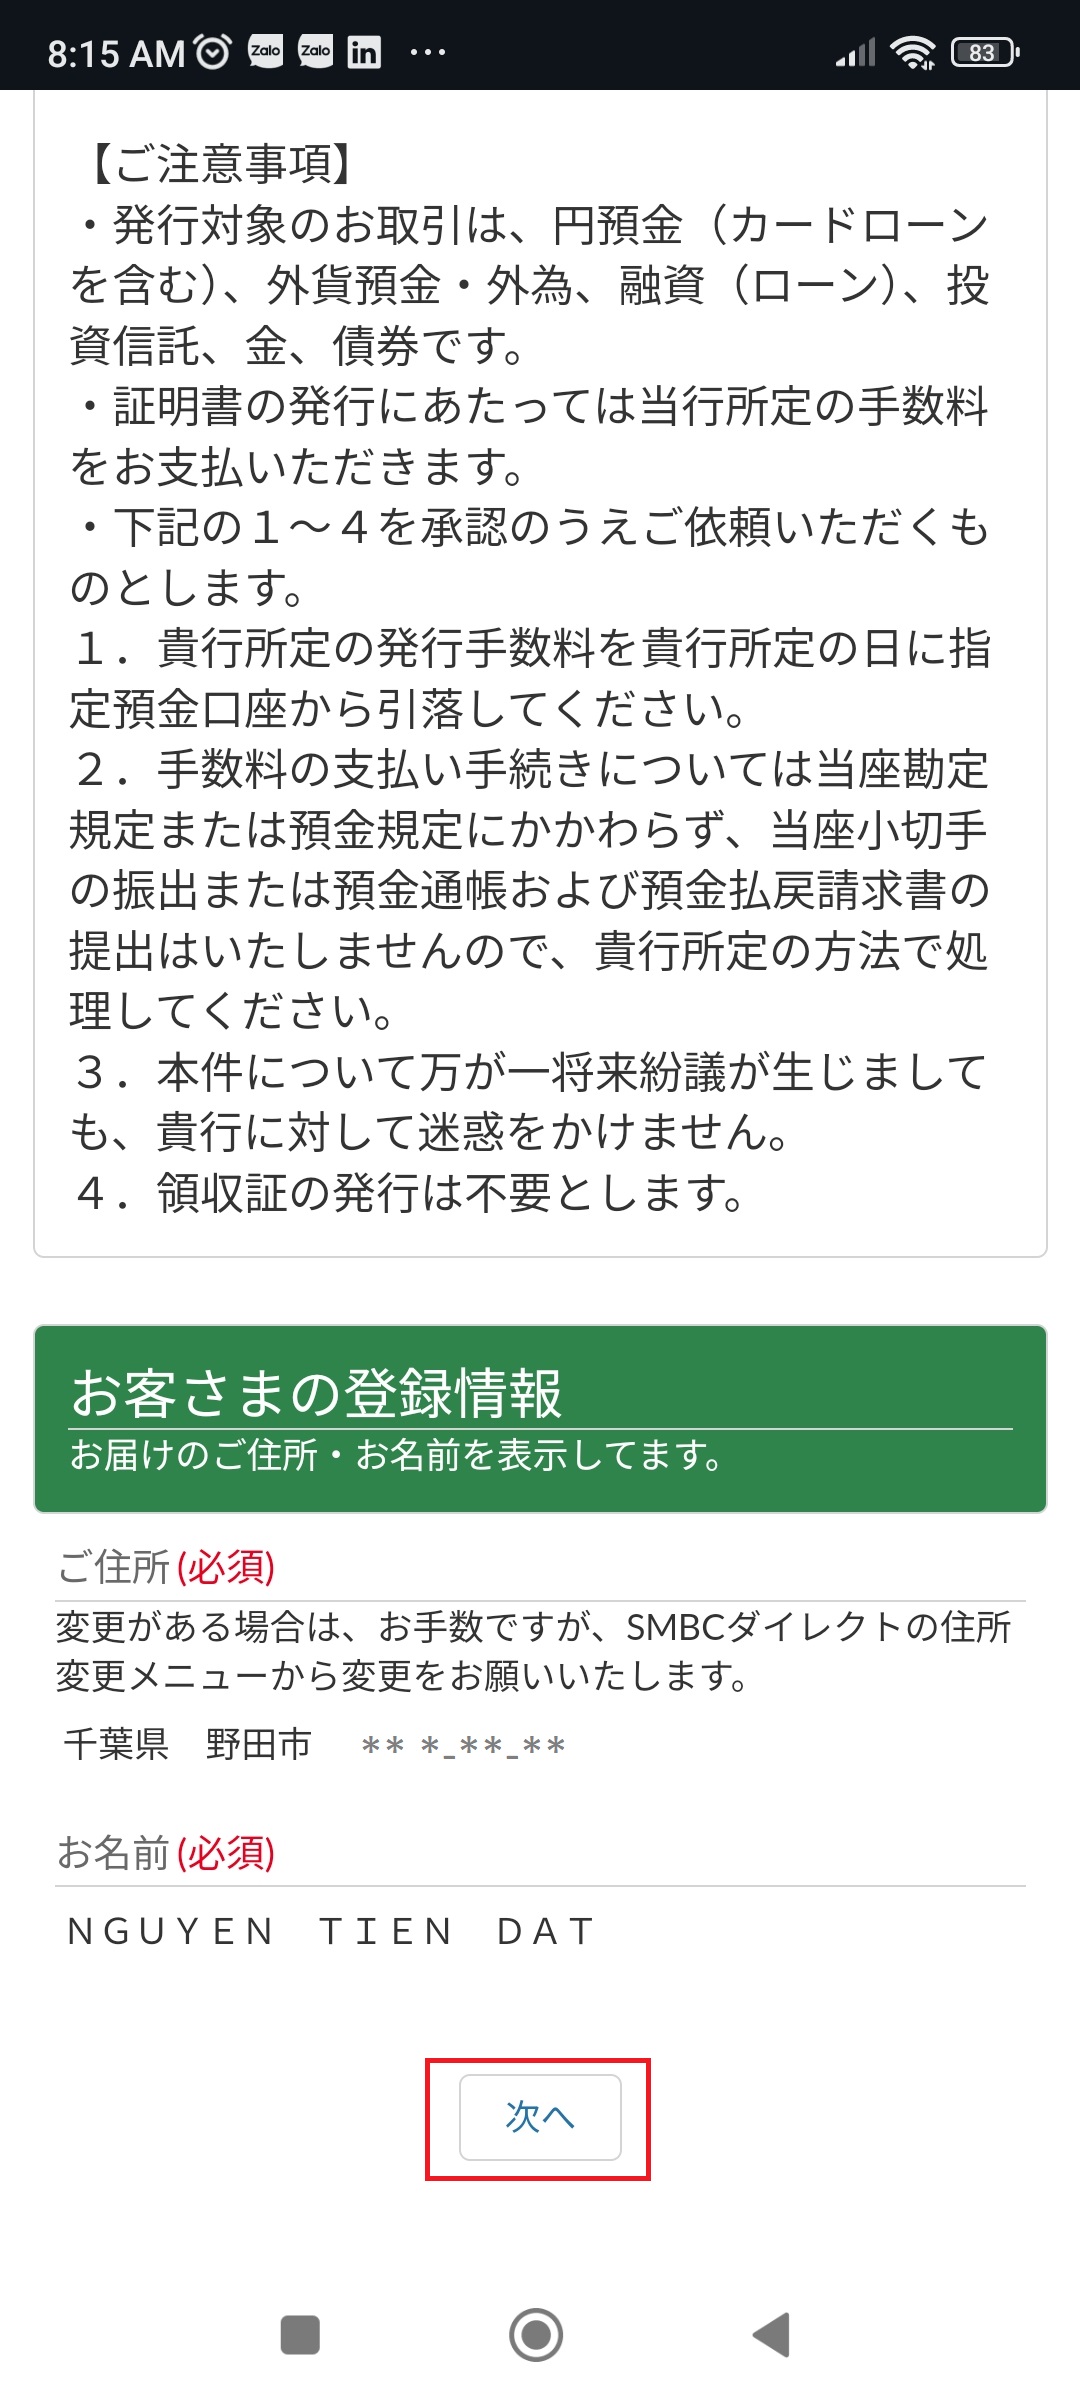 8:15 AM Zalo Zalo in ... 83
【ご注意事項】
・発行対象のお取引は、円預金（カードローン
を含む）、外貨預金・外為、融資（ローン）、投
資信託、金、債券です。
・証明書の発行にあたっては当行所定の手数料
をお支払いただきます。
・下記の１～４を承認のうえご依頼いただくも
のとします。
１．貴行所定の発行手数料を貴行所定の日に指
定預金口座から引落してください。
２．手数料の支払い手続きについては当座勘定
規定または預金規定にかかわらず、当座小切手
の振出または預金通帳および預金払戻請求書の
提出はいたしませんので、貴行所定の方法で処
理してください。
３．本件について万が一将来紛議が生じまして
も、貴行に対して迷惑をかけません。
４．領収証の発行は不要とします。
お客さまの登録情報
お届けのご住所・お名前を表示してます。
ご住所(必須)
変更がある場合は、お手数ですが、SMBCダイレクトの住所
変更メニューから変更をお願いいたします。
千葉県　野田市　** *_**_**
お名前(必須)
ＮＧＵＹＥＮ　ＴＩＥＮ　ＤＡＴ
次へ